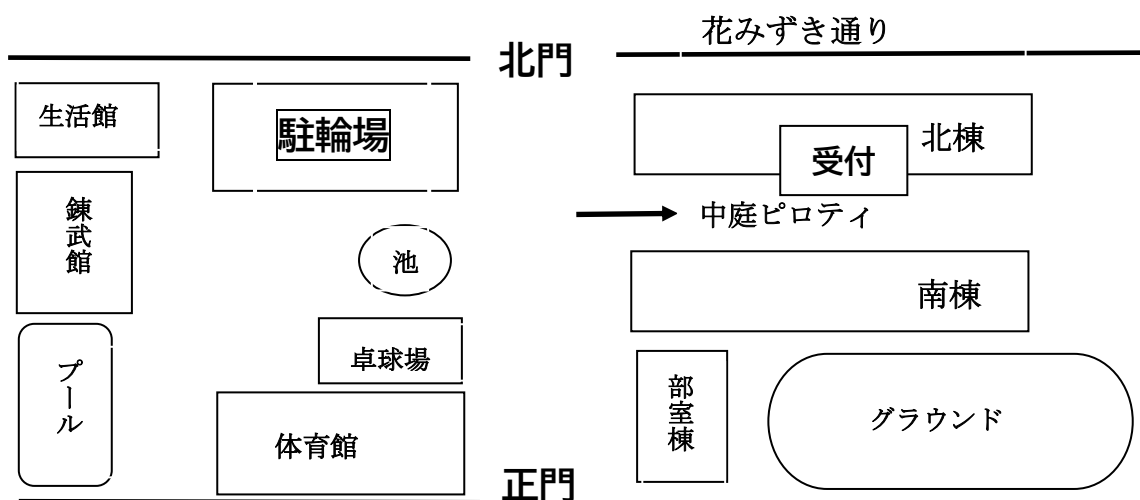 花みずき通り
北門
生活館
駐輪場
北棟
受付
錬武館
中庭ピロティ
池
南棟
卓球場
プール
部室棟
グラウンド
体育館
正門